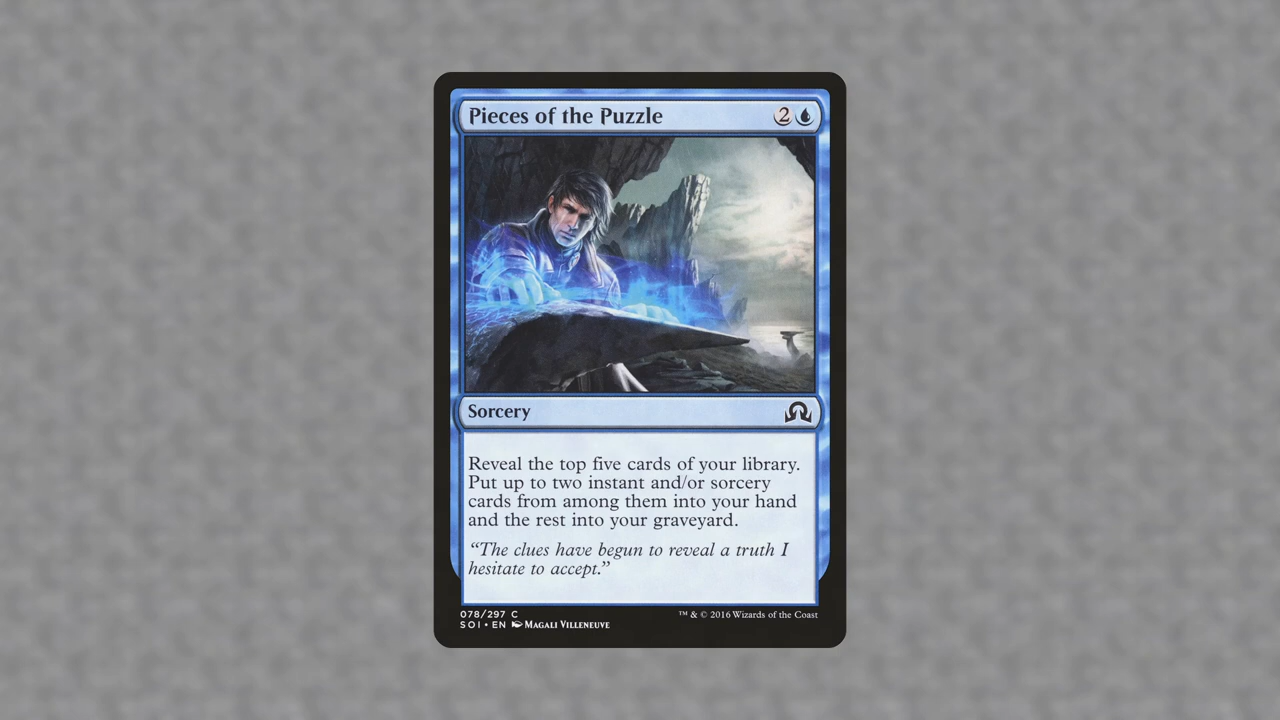 Pieces of the Puzzle 2
Sorcery
Reveal the top five cards of your library.
Put up to two instant and/or sorcery
cards from among them into your hand
and the rest into your graveyard.
“The clues have begun to reveal a truth I
hesitate to accept.”
078/297 C
SOI • EN Magali Villeneuve
™ & © 2016 Wizards of the Coast